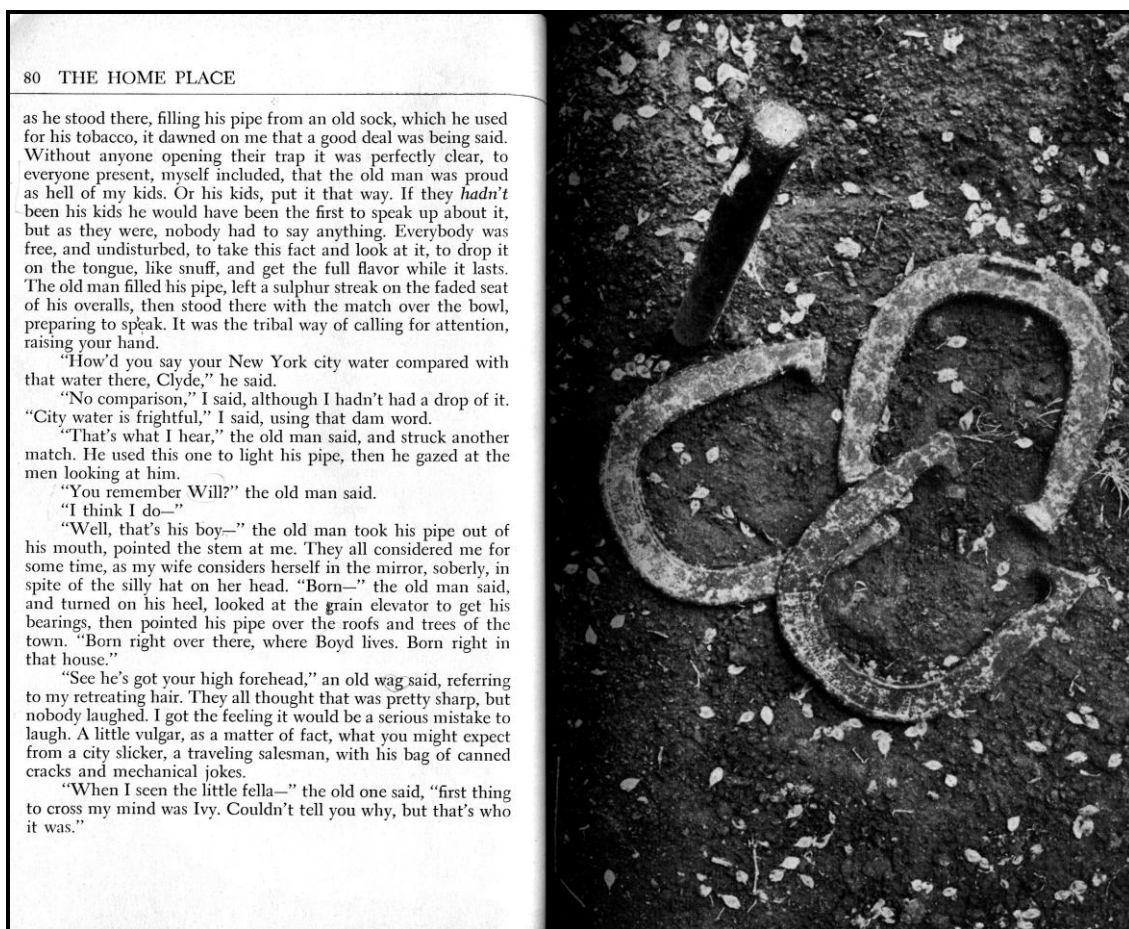 80 THE HOME PLACE
as he stood there, filling his pipe from an old sock, which he used
for his tobacco, it dawned on me that a good deal was being said.
Without anyone opening their trap it was perfectly clear, to
everyone present, myself included, that the old man was proud
as hell of my kids. Or his kids, put it that way. If they hadn't
been his kids he would have been the first to speak up about it,
but as they were, nobody had to say anything. Everybody was
free, and undisturbed, to take this fact and look at it, to drop it
on the tongue, like snuff, and get the full flavor while it lasts.
The old man filled his pipe, left a sulphur streak on the faded seat
of his overalls, then stood there with the match over the bowl,
preparing to speak. It was the tribal way of calling for attention,
raising your hand.
"How'd you say your New York city water compared with
that water there, Clyde," he said.
"No comparison," I said, although I hadn't had a drop of it.
"City water is frightful," I said, using that dam word.
"That's what I hear," the old man said, and struck another
match. He used this one to light his pipe, then he gazed at the
men looking at him.
"You remember Will?" the old man said.
"I think I do—"
"Well, that's his boy—" the old man took his pipe out of
his mouth, pointed the stem at me. They all considered me for
some time, as my wife considers herself in the mirror, soberly, in
spite of the silly hat on her head. "Born—" the old man said,
and turned on his heel, looked at the grain elevator to get his
bearings, then pointed his pipe over the roofs and trees of the
town. "Born right over there, where Boyd lives. Born right in
that house."
"See he's got your high forehead," an old wag said, referring
to my retreating hair. They all thought that was pretty sharp, but
nobody laughed. I got the feeling it would be a serious mistake to
laugh. A little vulgar, as a matter of fact, what you might expect
from a city slicker, a traveling salesman, with his bag of canned
cracks and mechanical jokes.
"When I seen the little fella—" the old one said, "first thing
to cross my mind was Ivy. Couldn't tell you why, but that's who
it was."